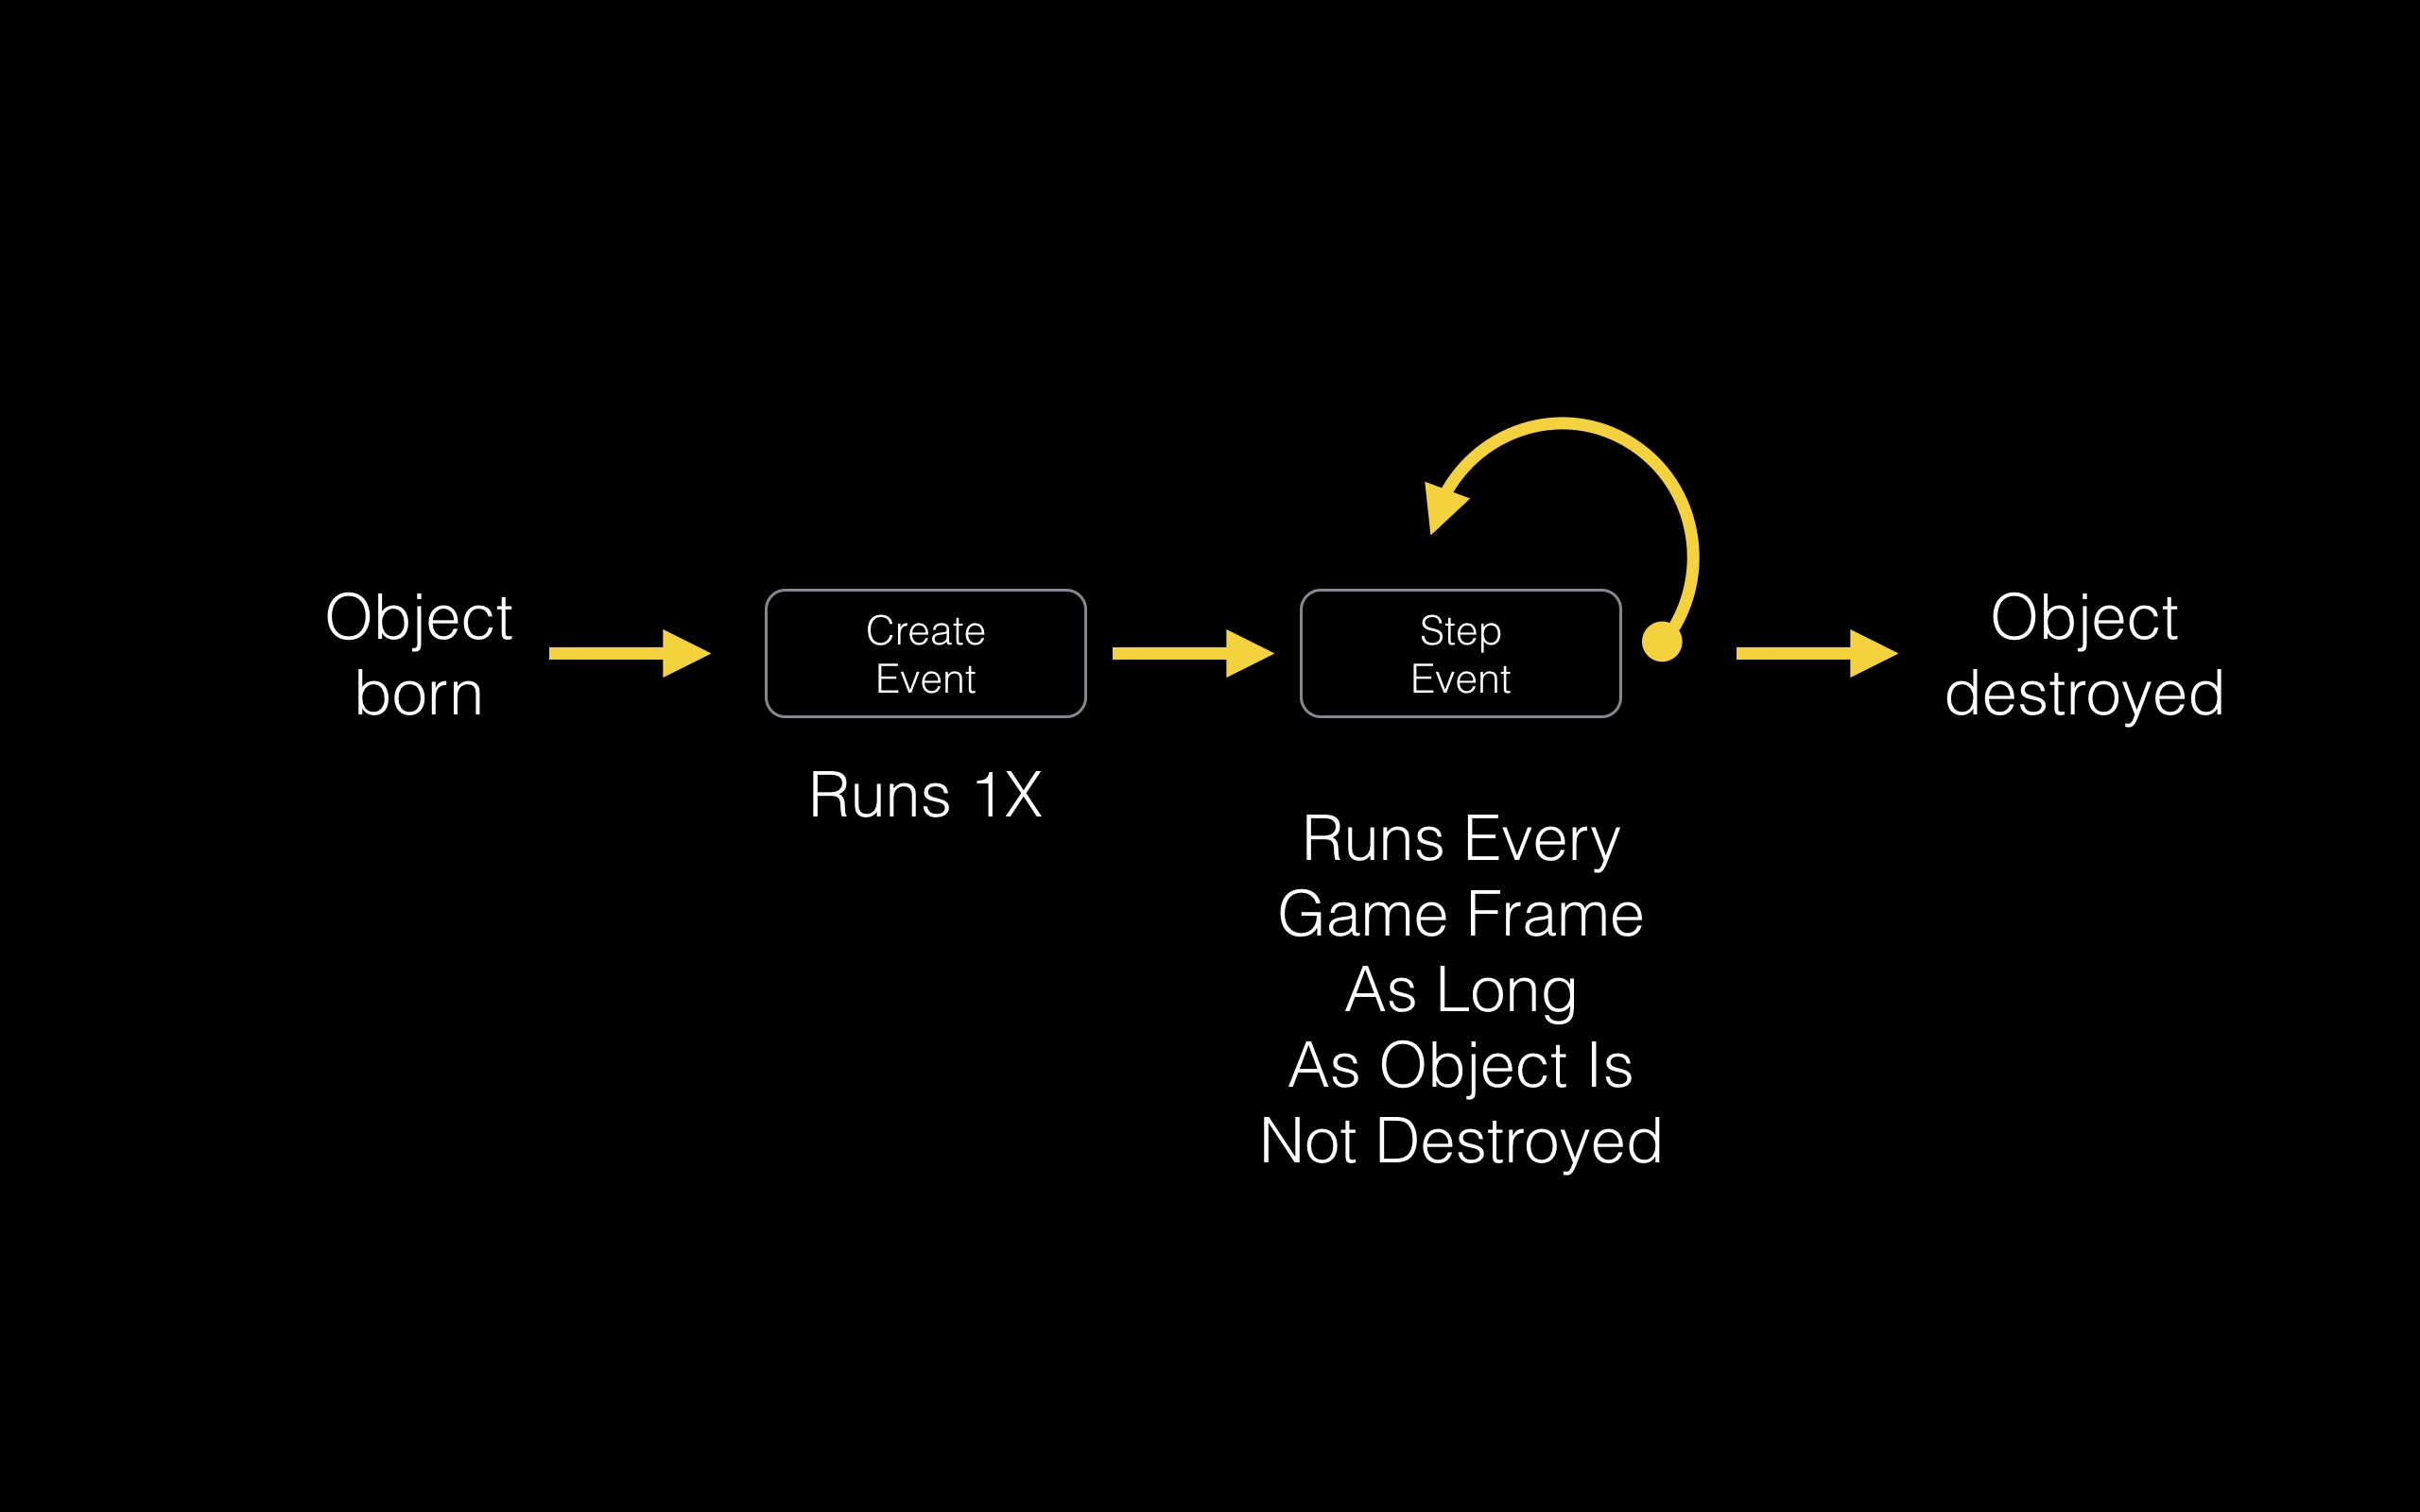 Object
born
Create
Event
Runs 1X
Step
Event
Runs Every
Game Frame
As Long
As Object Is
Not Destroyed
Object
destroyed